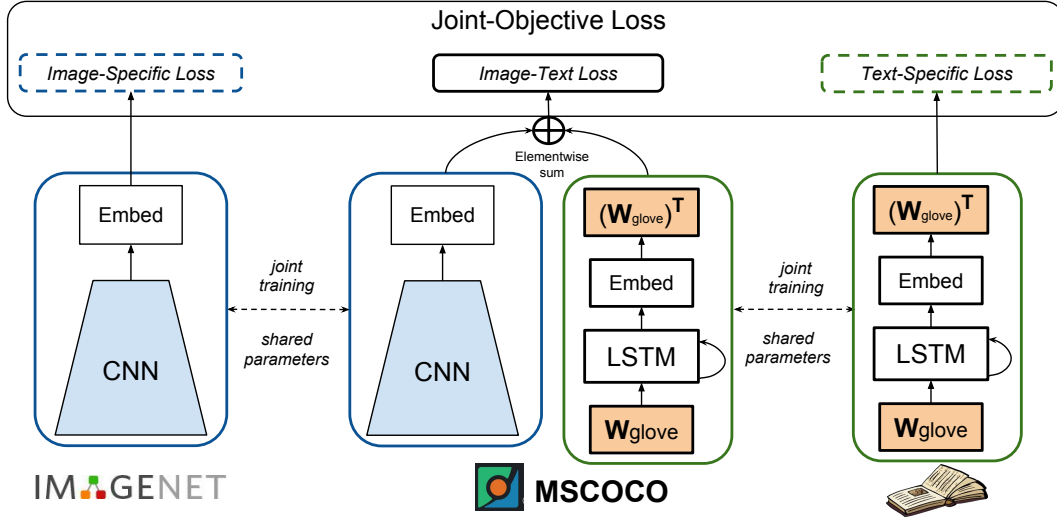 Joint-Objective Loss
Image-Specific Loss
Image-Text Loss
Text-Specific Loss
Elementwise
sum
Embed
CNN
joint
training
shared
parameters
Embed
CNN
(Wglove)T
Embed
LSTM
Wglove
joint
training
shared
parameters
(Wglove)T
Embed
LSTM
Wglove
IMAGENET
MSCOCO